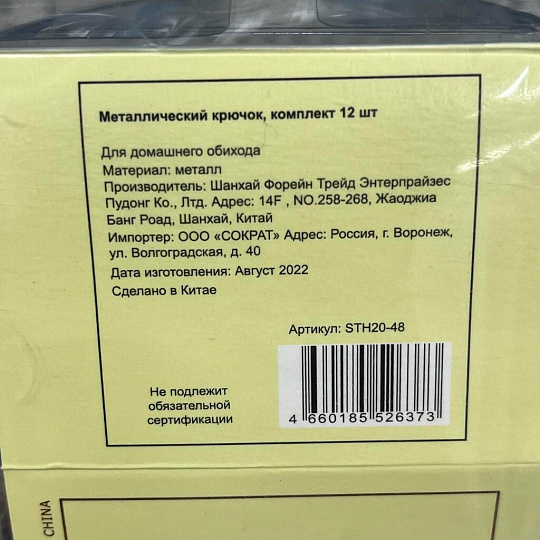 Металлический крючок, комплект 12 шт
Для домашнего обихода
Материал: металл
Производитель: Шанхай Форейн Трейд Энтерпрайзес
Пудонг Ко., Лтд. Адрес: 14F , NO.258-268, Жаоджиа
Банг Роад, Шанхай, Китай
Импортер: ООО «СОКРАТ» Адрес: Россия, г. Воронеж,
ул. Волгоградская, д. 40
Дата изготовления: Август 2022
Сделано в Китае
Артикул: STH20-48
Не подлежит
обязательной
сертификации
4 660185 526373
CHINA